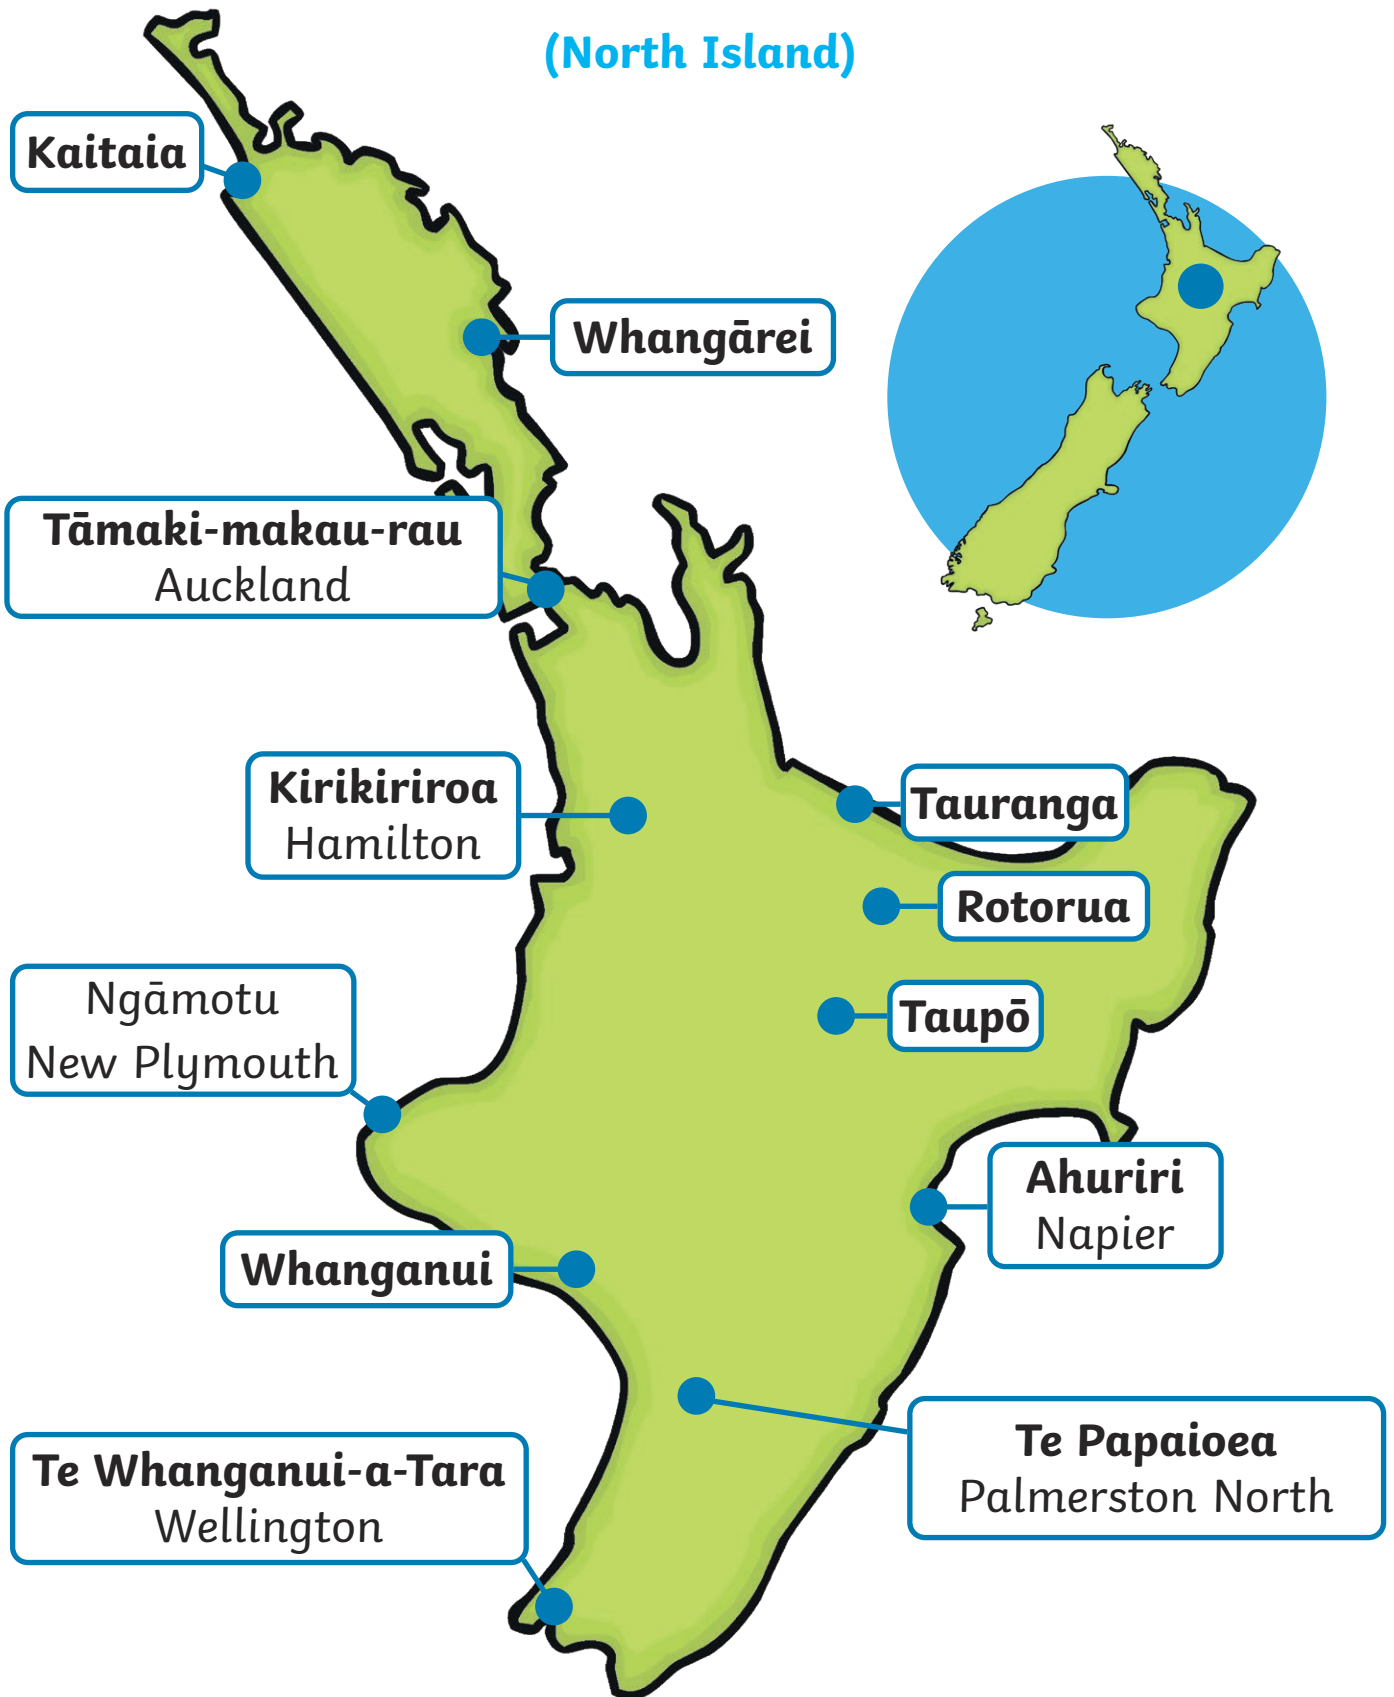 (North Island)
Kaitaia
Whangārei
Tāmaki-makau-rau
Auckland
Kirikiriroa
Hamilton
Tauranga
Rotorua
Ngāmotu
New Plymouth
Taupō
Ahuriri
Napier
Whanganui
Te Papaioea
Palmerston North
Te Whanganui-a-Tara
Wellington